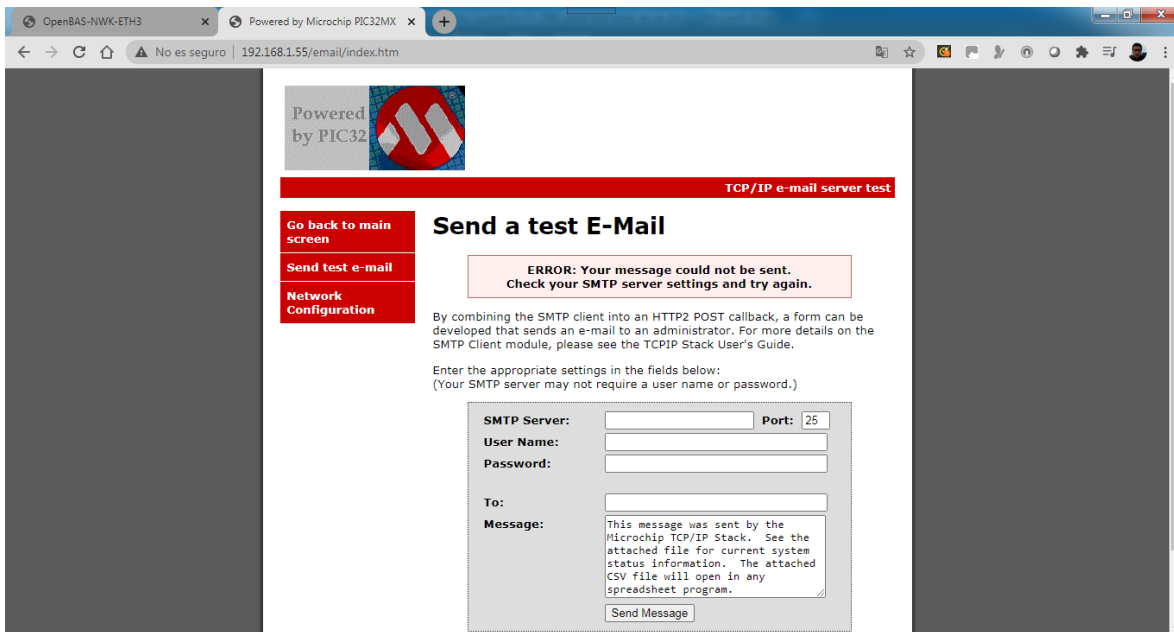 OpenBAS-NWK-ETH3
Powered by Microchip PIC32MX
No es seguro | 192.168.1.55/email/index.htm
Powered
by PIC32
TCP/IP e-mail server test
Go back to main
screen
Send test e-mail
Network
Configuration
Send a test E-Mail
ERROR: Your message could not be sent.
Check your SMTP server settings and try again.
By combining the SMTP client into an HTTP2 POST callback, a form can be
developed that sends an e-mail to an administrator. For more details on the
SMTP Client module, please see the TCPIP Stack User's Guide.
Enter the appropriate settings in the fields below:
(Your SMTP server may not require a user name or password.)
SMTP Server: Port: 25
User Name:
Password:
To:
Message:
This message was sent by the
Microchip TCP/IP Stack. See the
attached file for current system
status information. The attached
CSV file will open in any
spreadsheet program.
Send Message